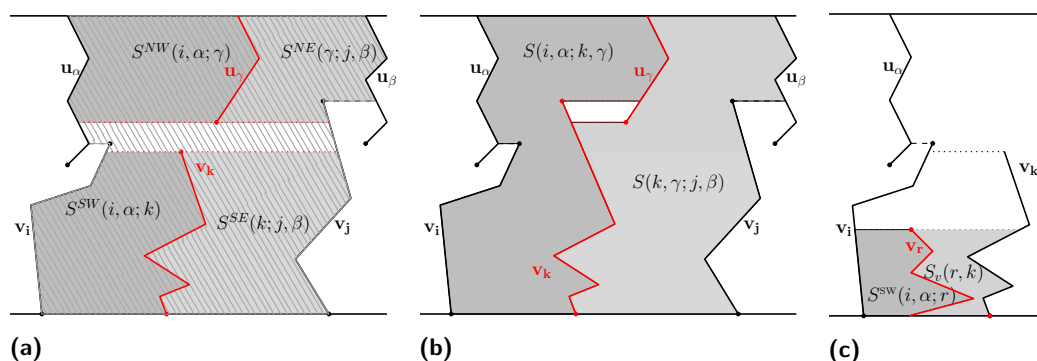 S^{NW}(i, α; γ)
S^{NE}(γ; j, β)
u_α
u_γ
u_β
v_k
S^{SW}(i, α; k)
S^{SE}(k; j, β)
v_i
v_j
(a)
S(i, α; k, γ)
u_α
u_γ
u_β
S(k, γ; j, β)
v_i
v_j
v_k
(b)
u_α
v_k
v_i
v_r
S_v(r, k)
S^{SW}(i, α; r)
(c)